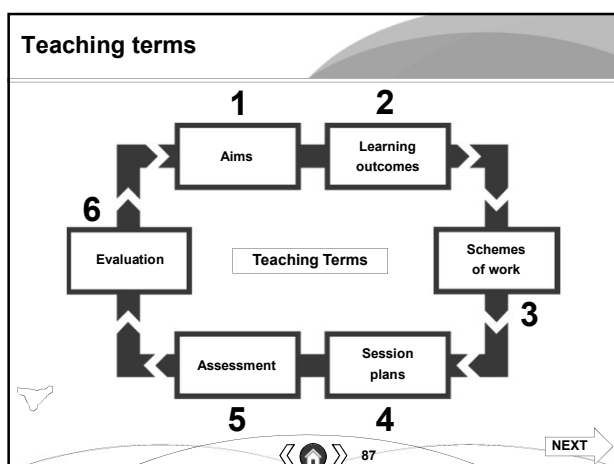 Teaching terms
1
2
Aims
Learning
outcomes
6
Evaluation
Teaching Terms
Schemes
of work
3
Assessment
Session
plans
5
4
87
NEXT